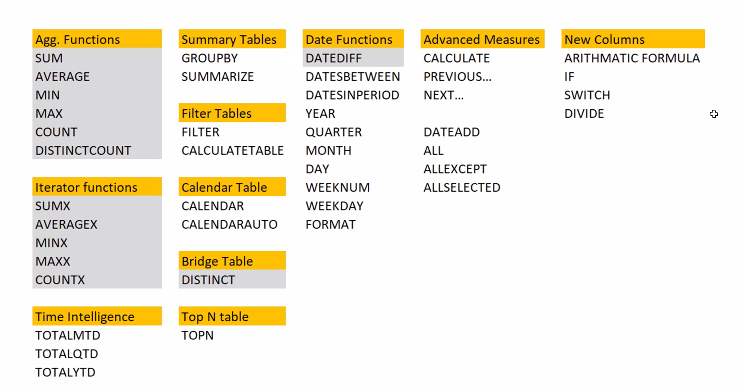 Agg. Functions
SUM
AVERAGE
MIN
MAX
COUNT
DISTINCTCOUNT
Iterator functions
SUMX
AVERAGEX
MINX
MAXX
COUNTX
Time Intelligence
TOTALMTD
TOTALQTD
TOTALYTD
Summary Tables
GROUPBY
SUMMARIZE
Filter Tables
FILTER
CALCULATETABLE
Calendar Table
CALENDAR
CALENDARAUTO
Bridge Table
DISTINCT
Top N table
TOPN
Date Functions
DATEDIFF
DATESBETWEEN
DATESINPERIOD
YEAR
QUARTER
MONTH
DAY
WEEKNUM
WEEKDAY
FORMAT
Advanced Measures
CALCULATE
PREVIOUS...
NEXT...
DATEADD
ALL
ALLEXCEPT
ALLSELECTED
New Columns
ARITHMATIC FORMULA
IF
SWITCH
DIVIDE